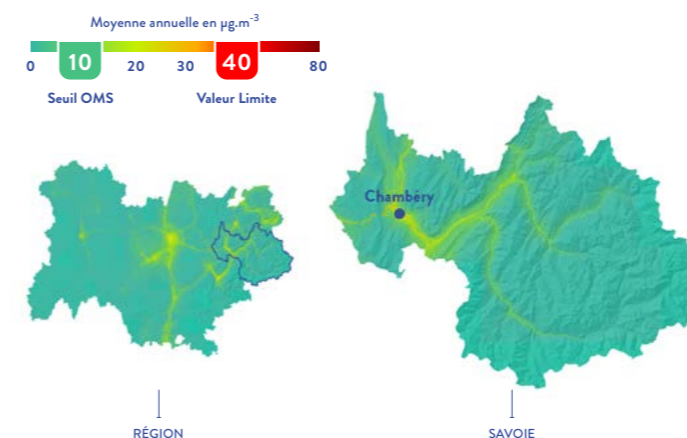 Moyenne annuelle en µg.m-3
0 10 20 30 40 80
Seuil OMS Valeur Limite
Chambéry
RÉGION SAVOIE